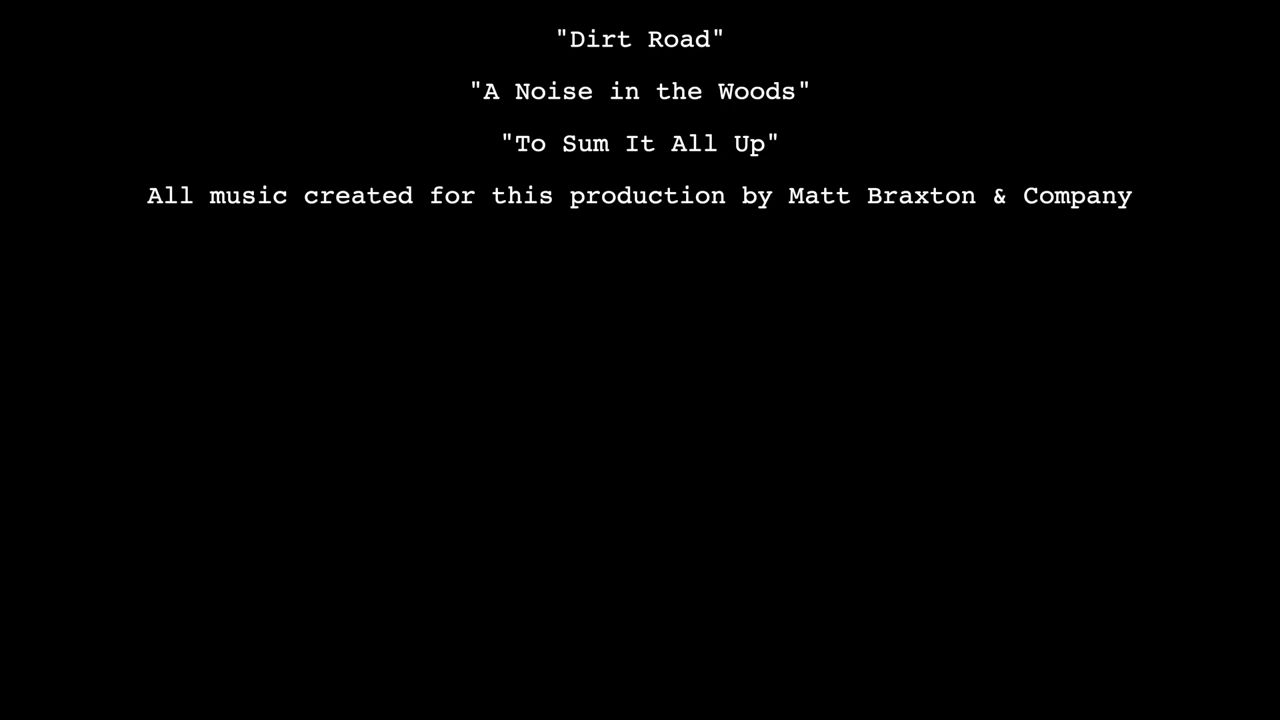 "Dirt Road"
"A Noise in the Woods"
"To Sum It All Up"
All music created for this production by Matt Braxton & Company